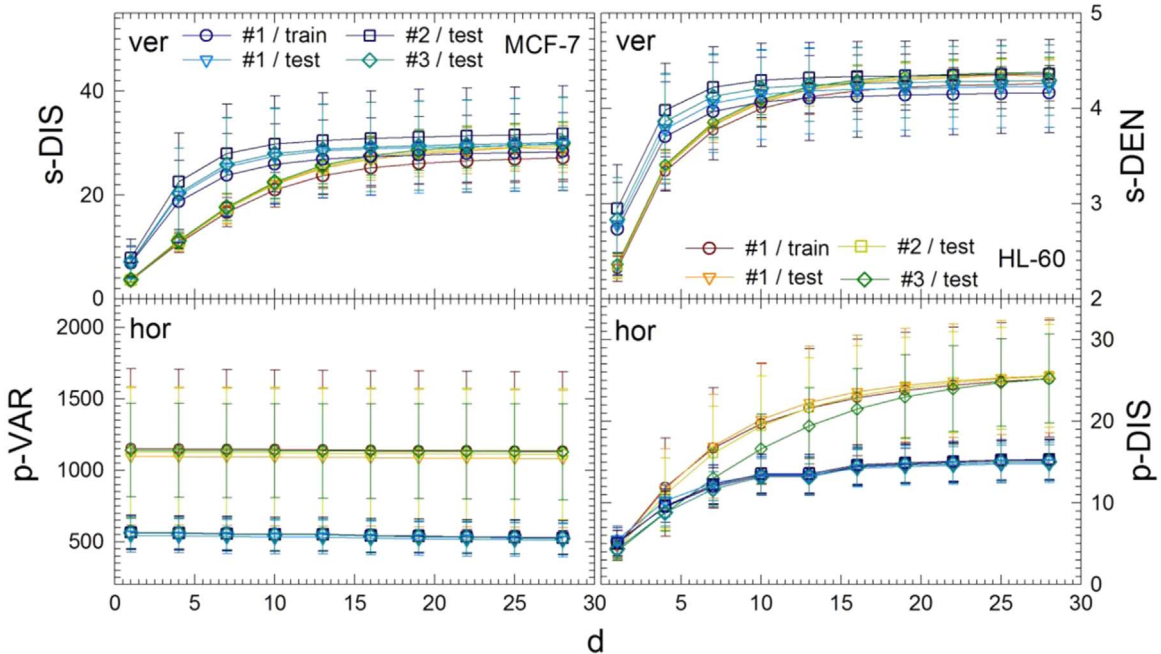 ver
#1 / train
#2 / test
MCF-7
#1 / test
#3 / test
s-DIS
40
20
0
ver
5
4
3
2
s-DEN
#1 / train
#2 / test
HL-60
#1 / test
#3 / test
hor
p-VAR
2000
1500
1000
500
hor
30
20
10
0
p-DIS
0 5 10 15 20 25 30
5 10 15 20 25 30
d